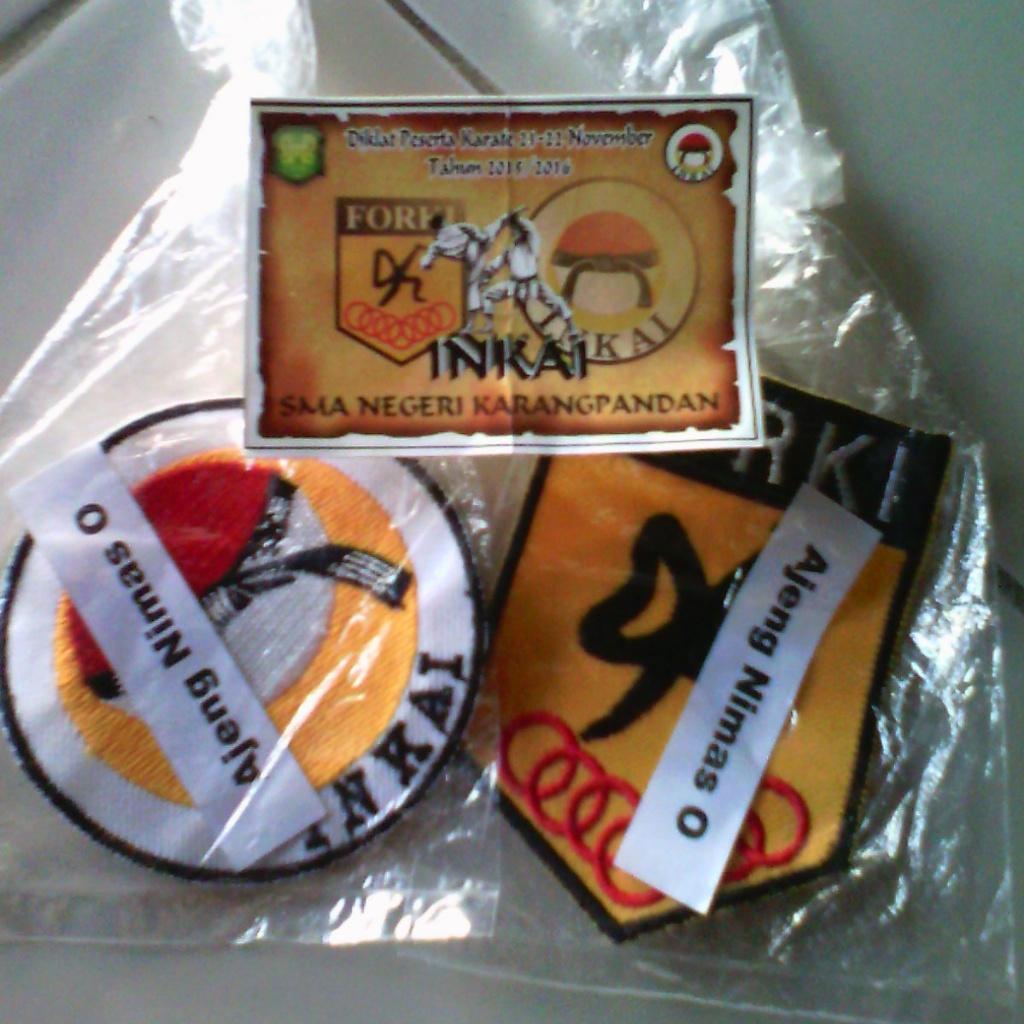 Diklat Peserta Karate 21-22 November
Tahun 2015/2016
FORKI
INKAI
INKAI
SMA NEGERI KARANGPANDAN
Ajeng Nimas O
INKAI
RKI
Ajeng Nimas O